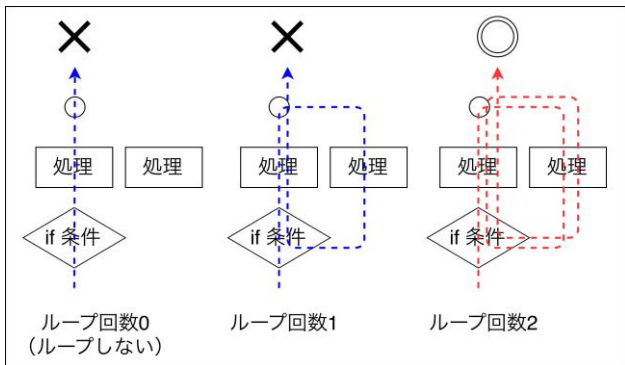 処理
処理
if 条件
ループ回数0
（ループしない）
処理
処理
if 条件
ループ回数1
処理
処理
if 条件
ループ回数2